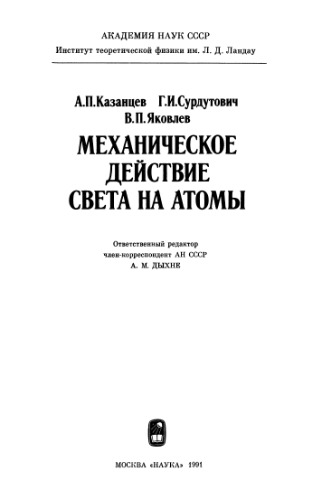 АКАДЕМИЯ НАУК СССР
Институт теоретической физики им. Л. Д. Ландау
А.П.Казанцев Г.И.Сурдутович
В.П.Яковлев
МЕХАНИЧЕСКОЕ
ДЕЙСТВИЕ
СВЕТА НА АТОМЫ
Ответственный редактор
член-корреспондент АН СССР
А. М. ДЫХНЕ
МОСКВА «НАУКА» 1991